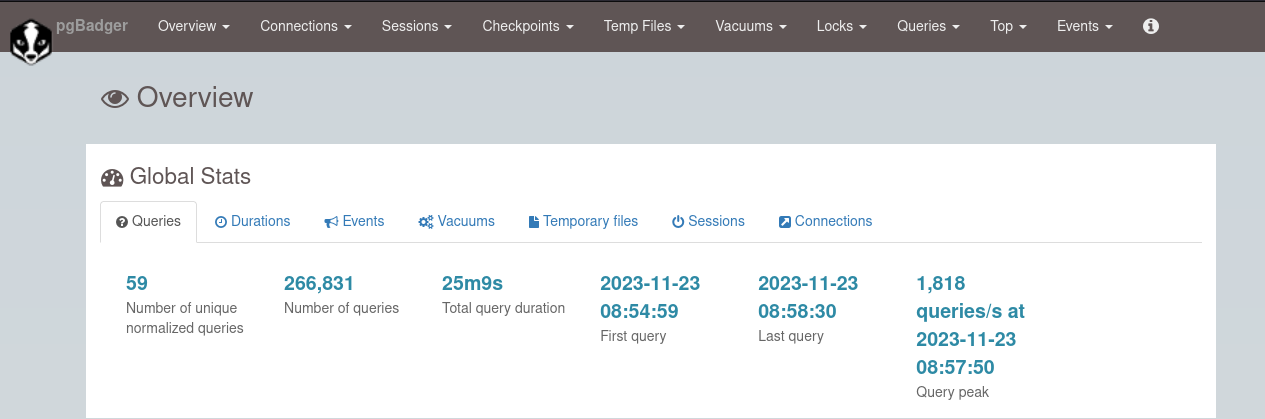 pgBadger Overview Connections Sessions Checkpoints Temp Files Vacuums Locks Queries Top Events
Overview
Global Stats
Queries Durations Events Vacuums Temporary files Sessions Connections
59
Number of unique
normalized queries
266,831
Number of queries
25m9s
Total query duration
2023-11-23
08:54:59
First query
2023-11-23
08:58:30
Last query
1,818
queries/s at
2023-11-23
08:57:50
Query peak